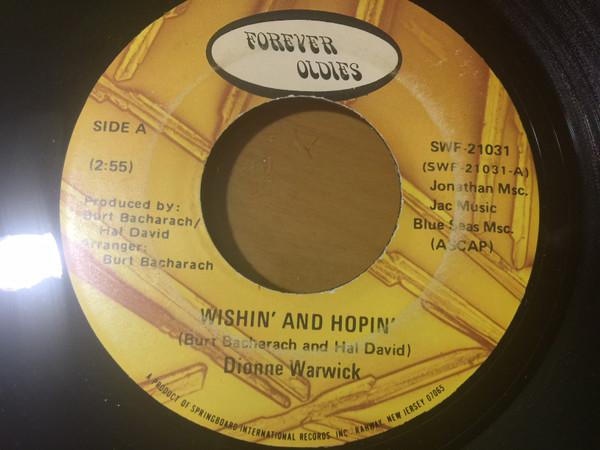 FOREVER
OLDIES
SIDE A
(2:55)
Produced by:
Burt Bacharach/
Hal David
Arranger:
Burt Bacharach
SWF-21031
(SWF-21031-A)
Jonathan Msc.
Jac Music
Blue Seas Msc.
(ASCAP)
WISHIN' AND HOPIN'
(Burt Bacharach and Hal David)
Dionne Warwick
A PRODUCT OF SPRINGBOARD INTERNATIONAL RECORDS, INC. RAHWAY, NEW JERSEY 07065